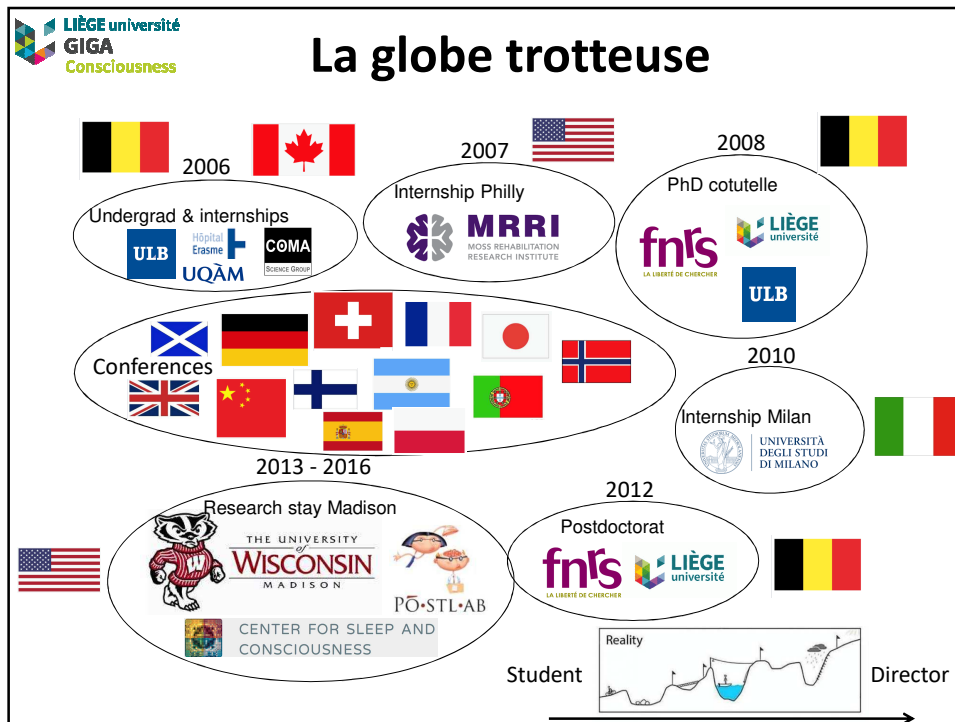 LIÈGE université
GIGA
Consciousness
La globe trotteuse
2006
Undergrad & internships
ULB
Hôpital
Erasme
UQÀM
COMA
SCIENCE GROUP
2007
Internship Philly
MRRI
MOSS REHABILITATION
RESEARCH INSTITUTE
2008
PhD cotutelle
fnrs
LA LIBERTÉ DE CHERCHER
LIÈGE
université
ULB
Conferences
2010
Internship Milan
UNIVERSITÀ
DEGLI STUDI
DI MILANO
2013 - 2016
Research stay Madison
W
THE UNIVERSITY
of
WISCONSIN
MADISON
PŌ·STL·AB
CENTER FOR SLEEP AND
CONSCIOUSNESS
2012
Postdoctorat
fnrs
LA LIBERTÉ DE CHERCHER
LIÈGE
université
Student
Reality
Director